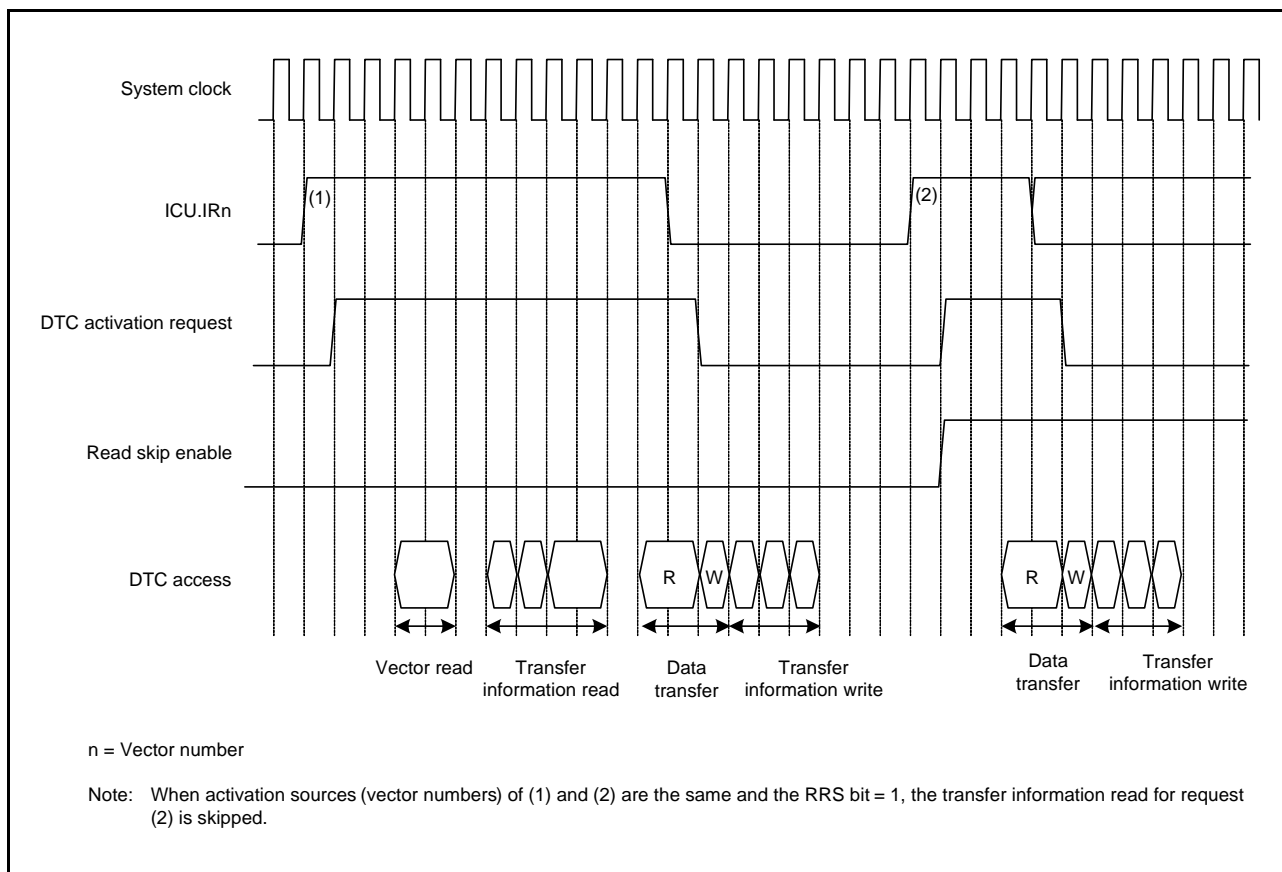 System clock
ICU.IRn
(1)
(2)
DTC activation request
Read skip enable
DTC access
R
W
R
W
Vector read
Transfer
information read
Data
transfer
Transfer
information write
Data
transfer
Transfer
information write
n = Vector number
Note: When activation sources (vector numbers) of (1) and (2) are the same and the RRS bit = 1, the transfer information read for request
(2) is skipped.